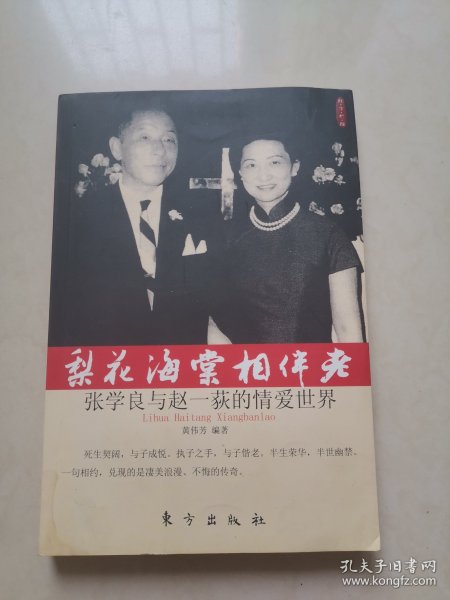 梨花海棠相伴老
张学良与赵一荻的情爱世界
Lihua Haitang Xiangbanlao
黄伟芳 编著
死生契阔，与子成悦。执子之手，与子偕老。半生荣华，半世幽禁。
一句相约，兑现的是凄美浪漫、不悔的传奇。
東方出版社
孔夫子旧书网
www.kongfz.com